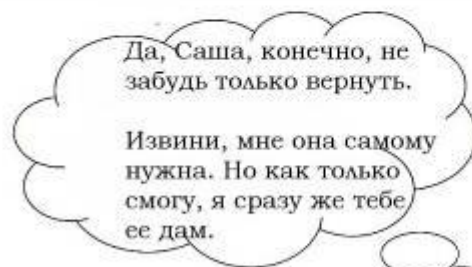 Да, Саша, конечно, не
забудь только вернуть.
Извини, мне она самому
нужна. Но как только
смогу, я сразу же тебе
ее дам.